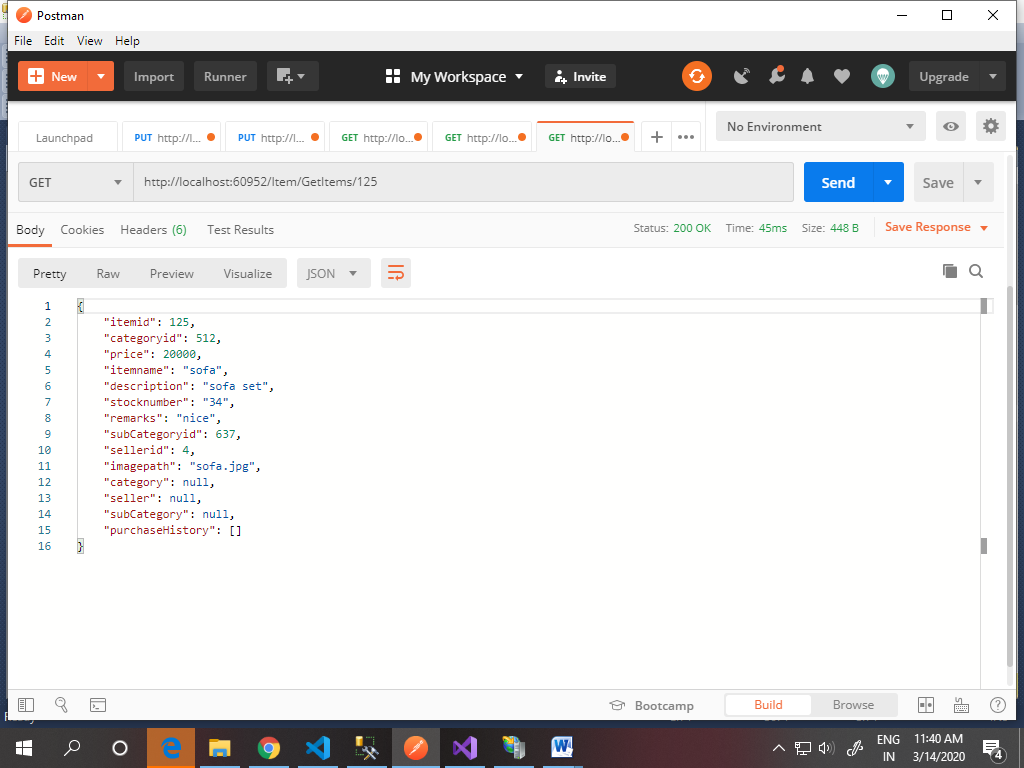 Postman
File Edit View Help
New Import Runner My Workspace Invite Upgrade
Launchpad PUT http://l... PUT http://l... GET http://lo... GET http://lo... GET http://lo... No Environment
GET http://localhost:60952/Item/GetItems/125 Send Save
Body Cookies Headers (6) Test Results Status: 200 OK Time: 45ms Size: 448 B Save Response
Pretty Raw Preview Visualize JSON
1 {
2 "itemid": 125,
3 "categoryid": 512,
4 "price": 20000,
5 "itemname": "sofa",
6 "description": "sofa set",
7 "stocknumber": "34",
8 "remarks": "nice",
9 "subCategoryid": 637,
10 "sellerid": 4,
11 "imagepath": "sofa.jpg",
12 "category": null,
13 "seller": null,
14 "subCategory": null,
15 "purchaseHistory": []
16 }
Bootcamp Build Browse
ENG 11:40 AM
IN 3/14/2020 4